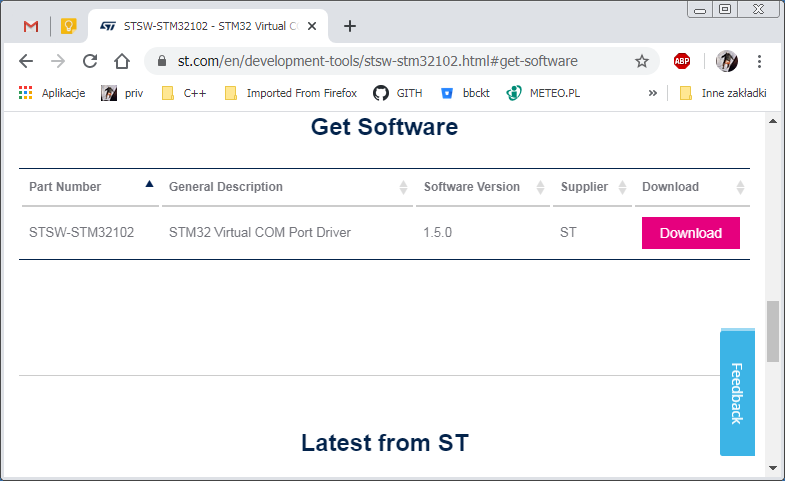 STSW-STM32102 - STM32 Virtual C
st.com/en/development-tools/stsw-stm32102.html#get-software
ABP
Aplikacje priv C++ Imported From Firefox GITH bbckt METEO.PL » Inne zakładki
Get Software
Part Number General Description Software Version Supplier Download
STSW-STM32102 STM32 Virtual COM Port Driver 1.5.0 ST Download
Feedback
Latest from ST